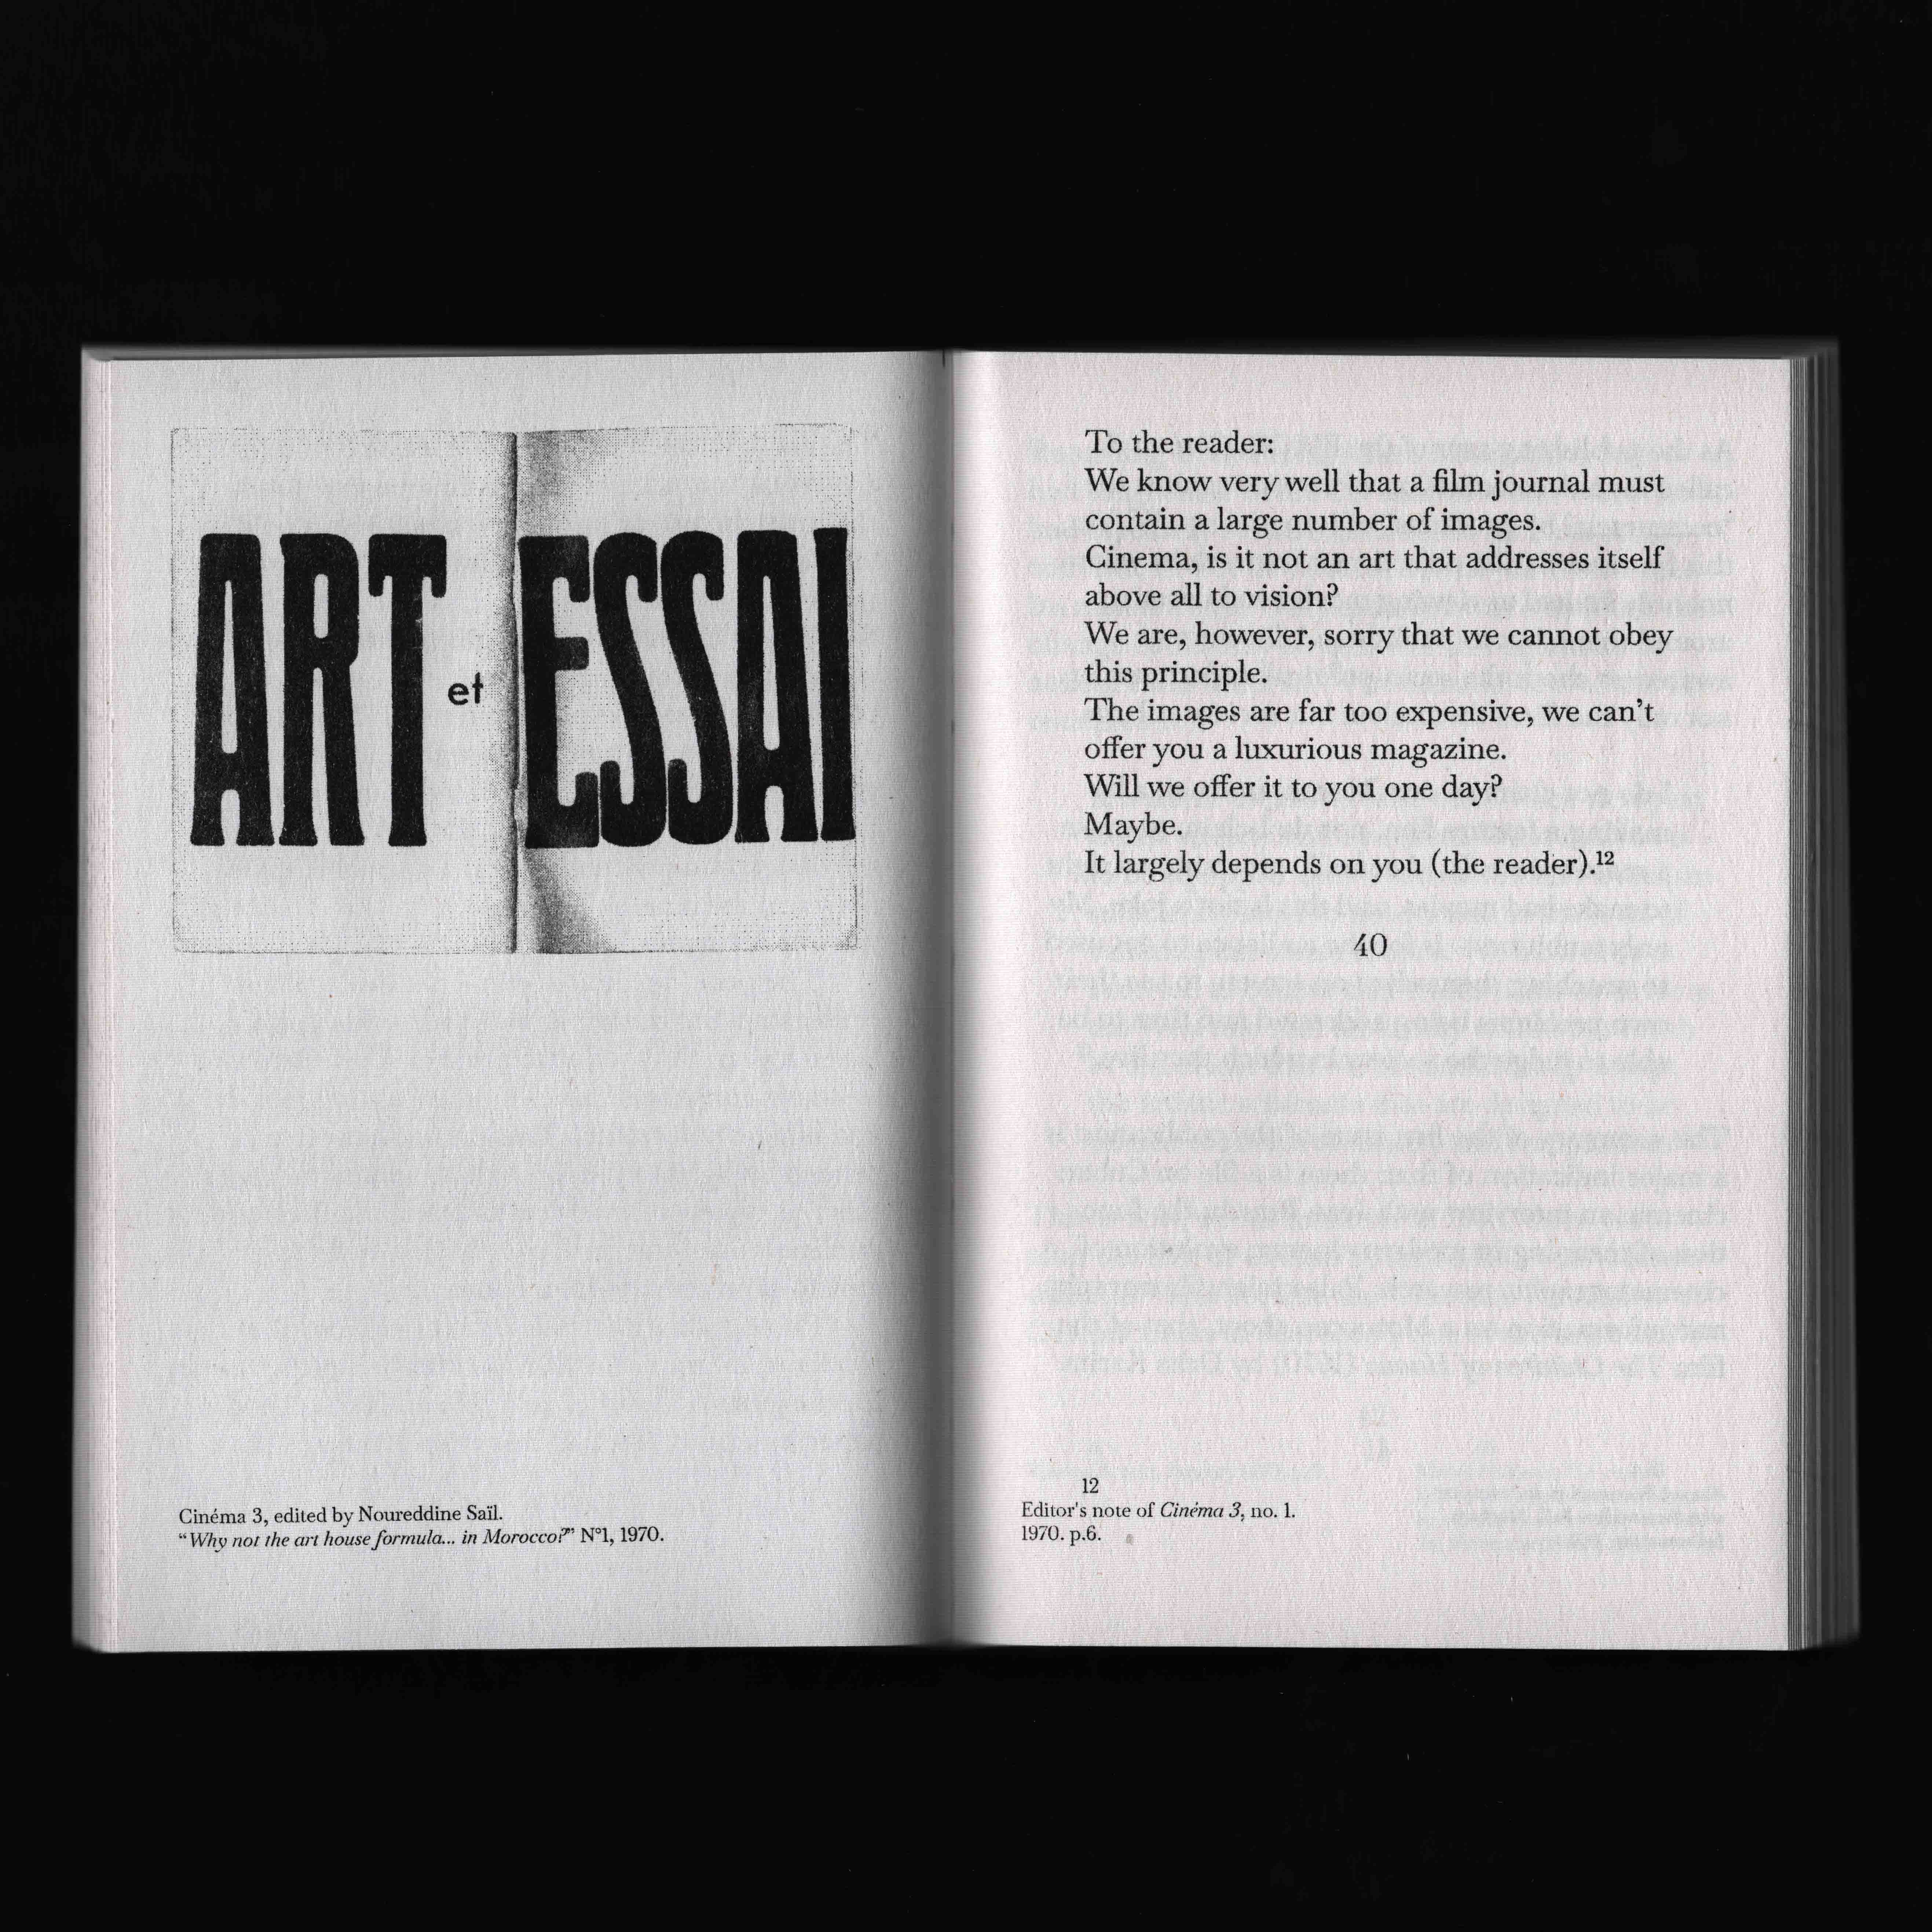 ART et ESSAI
Cinéma 3, edited by Noureddine Saïl.
“Why not the art house formula... in Morocco?” N°1, 1970.
To the reader:
We know very well that a film journal must
contain a large number of images.
Cinema, is it not an art that addresses itself
above all to vision?
We are, however, sorry that we cannot obey
this principle.
The images are far too expensive, we can’t
offer you a luxurious magazine.
Will we offer it to you one day?
Maybe.
It largely depends on you (the reader).¹²
40
12
Editor's note of Cinéma 3, no. 1.
1970. p.6.